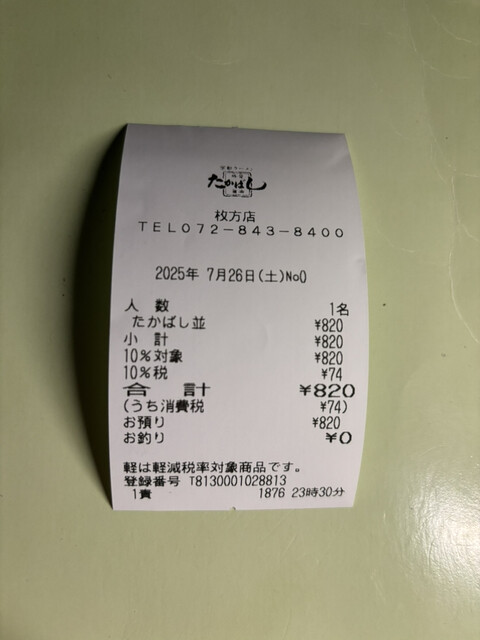 たかばし
枚方店
TEL072-843-8400
2025年 7月26日(土)No0
人 数 1名
たかばし並 ¥820
小 計 ¥820
10%対象 ¥820
10%税 ¥74
合 計 ¥820
(うち消費税 ¥74)
お預り ¥820
お釣り ¥0
軽は軽減税率対象商品です。
登録番号 T8130001028813
1責 1876 23時30分